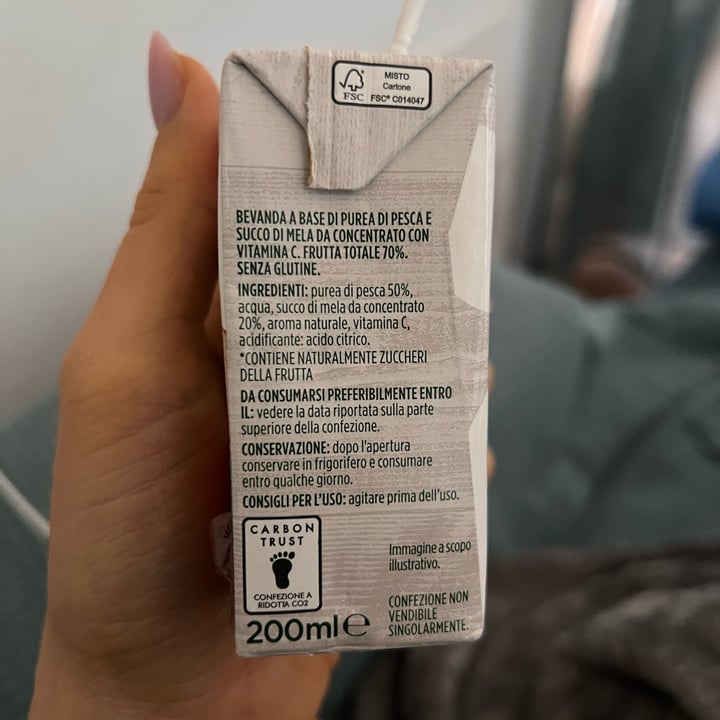 MISTO
Cartone
FSC
FSC® C014047
BEVANDA A BASE DI PUREA DI PESCA E
SUCCO DI MELA DA CONCENTRATO CON
VITAMINA C. FRUTTA TOTALE 70%.
SENZA GLUTINE.
INGREDIENTI: purea di pesca 50%,
acqua, succo di mela da concentrato
20%, aroma naturale, vitamina C,
acidificante: acido citrico.
*CONTIENE NATURALMENTE ZUCCHERI
DELLA FRUTTA
DA CONSUMARSI PREFERIBILMENTE ENTRO
IL: vedere la data riportata sulla parte
superiore della confezione.
CONSERVAZIONE: dopo l'apertura
conservare in frigorifero e consumare
entro qualche giorno.
CONSIGLI PER L'USO: agitare prima dell'uso.
CARBON
TRUST
CONFEZIONE A
RIDOTTA CO2
Immagine a scopo
illustrativo.
200ml e
CONFEZIONE NON
VENDIBILE
SINGOLARMENTE.